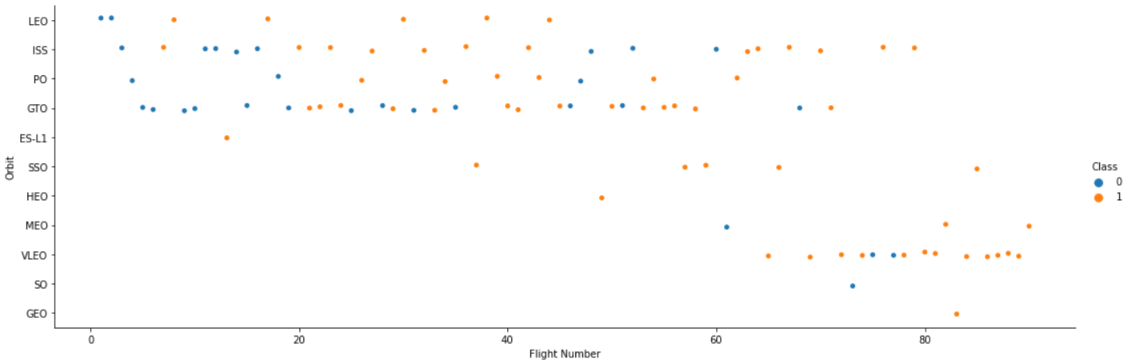 LEO
ISS
PO
GTO
ES-L1
SSO
HEO
MEO
VLEO
SO
GEO
Orbit
0 20 40 60 80
Flight Number
Class
0
1